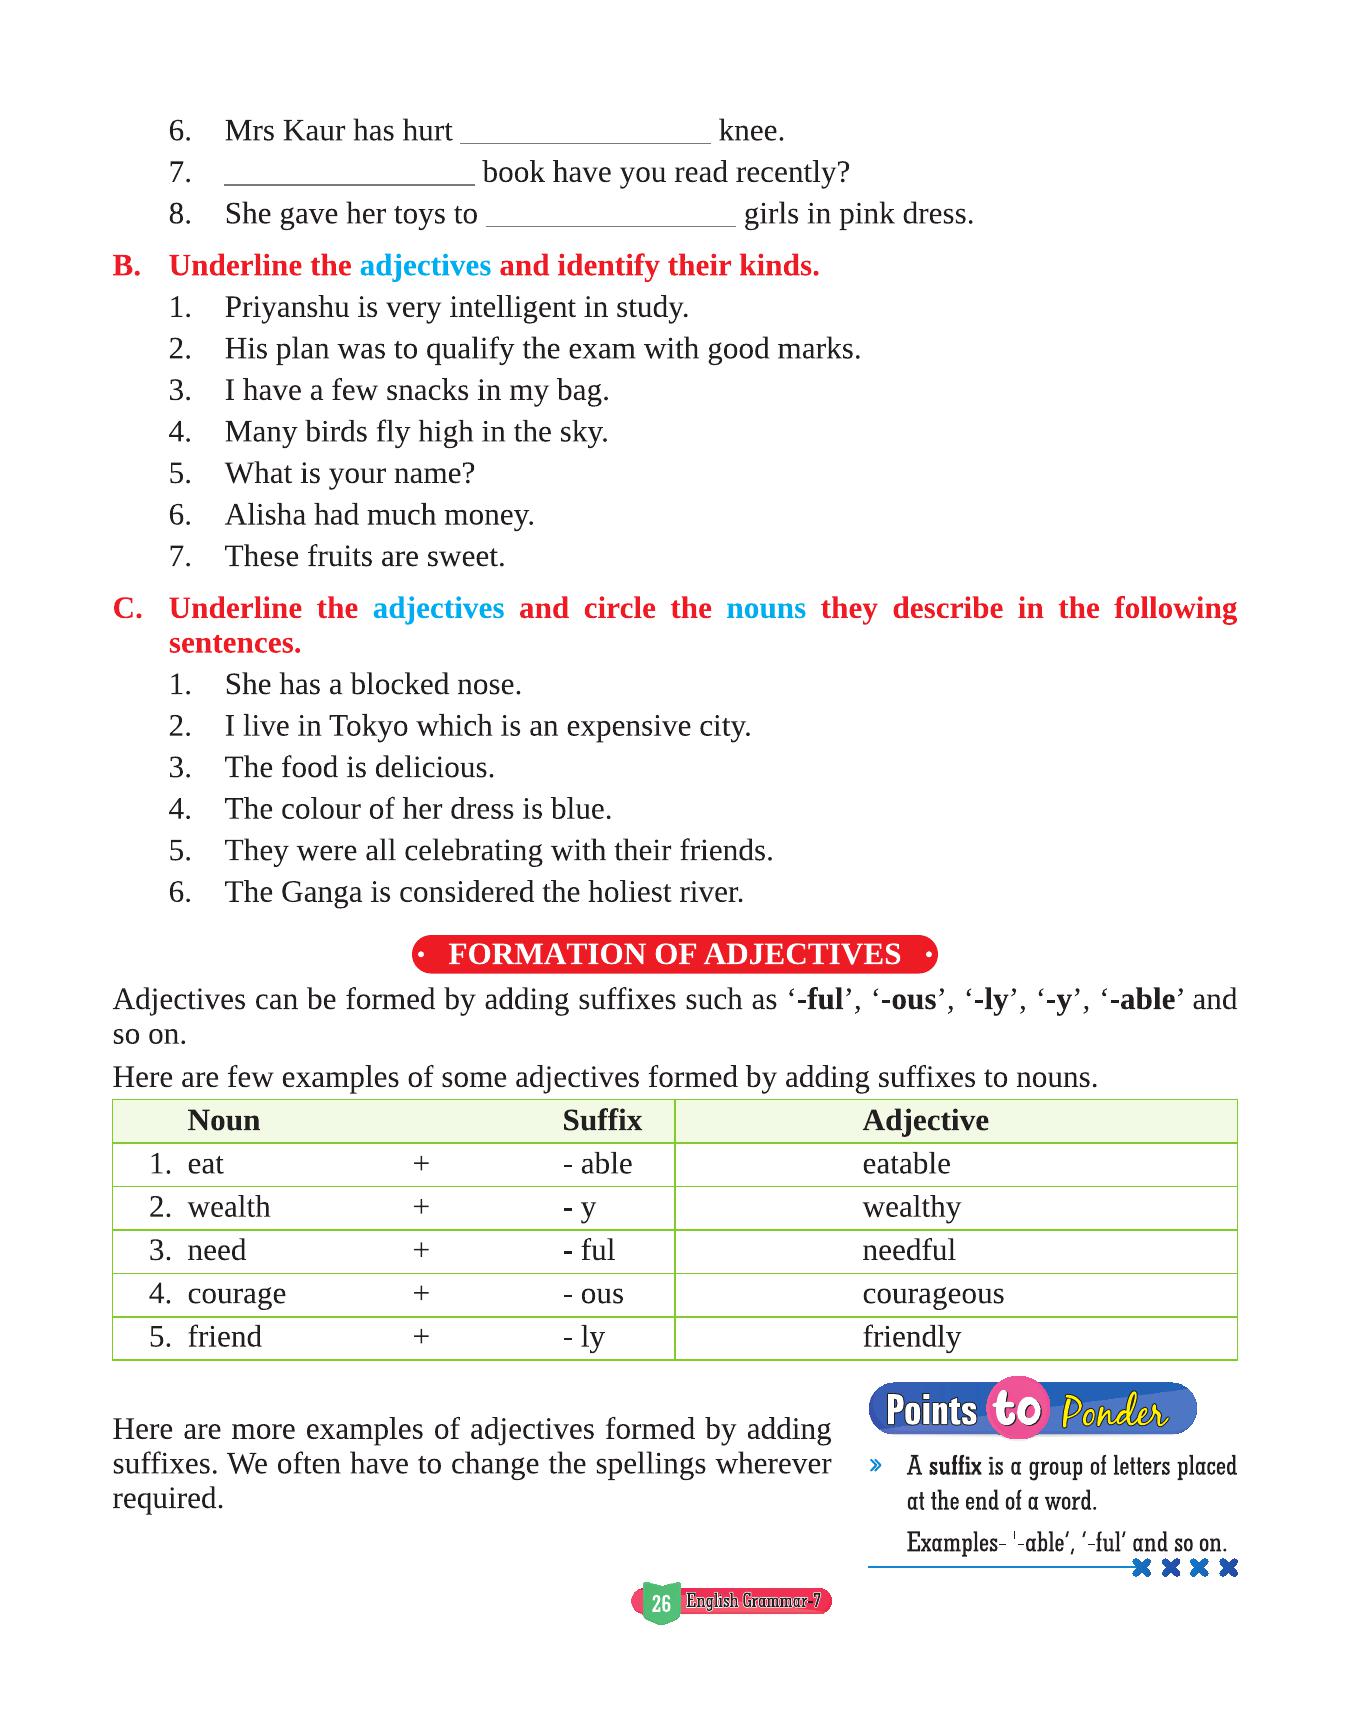 6. Mrs Kaur has hurt ________________ knee.
7. ________________ book have you read recently?
8. She gave her toys to ________________ girls in pink dress.
B. Underline the adjectives and identify their kinds.
1. Priyanshu is very intelligent in study.
2. His plan was to qualify the exam with good marks.
3. I have a few snacks in my bag.
4. Many birds fly high in the sky.
5. What is your name?
6. Alisha had much money.
7. These fruits are sweet.
C. Underline the adjectives and circle the nouns they describe in the following
sentences.
1. She has a blocked nose.
2. I live in Tokyo which is an expensive city.
3. The food is delicious.
4. The colour of her dress is blue.
5. They were all celebrating with their friends.
6. The Ganga is considered the holiest river.
• FORMATION OF ADJECTIVES •
Adjectives can be formed by adding suffixes such as ‘-ful’, ‘-ous’, ‘-ly’, ‘-y’, ‘-able’ and
so on.
Here are few examples of some adjectives formed by adding suffixes to nouns.
Noun Suffix Adjective
1. eat + - able eatable
2. wealth + - y wealthy
3. need + - ful needful
4. courage + - ous courageous
5. friend + - ly friendly
Here are more examples of adjectives formed by adding
suffixes. We often have to change the spellings wherever
required.
Points to Ponder
» A suffix is a group of letters placed
at the end of a word.
Examples- '-able’, ‘-ful’ and so on.
26 English Grammar-7